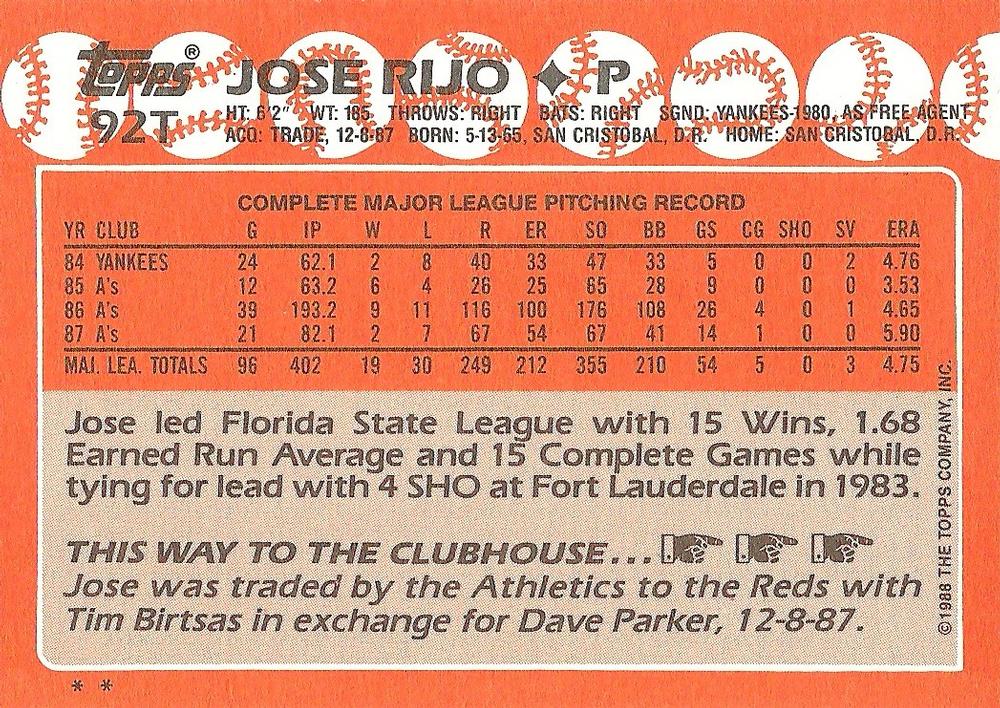 topps® JOSE RIJO ✦ P
92T HT: 6'2" WT: 185 THROWS: RIGHT BATS: RIGHT SGND: YANKEES-1980, AS FREE AGENT
ACQ: TRADE, 12-8-87 BORN: 5-13-65, SAN CRISTOBAL, D.R. HOME: SAN CRISTOBAL, D.R.
COMPLETE MAJOR LEAGUE PITCHING RECORD
YR CLUB G IP W L R ER SO BB GS CG SHO SV ERA
84 YANKEES 24 62.1 2 8 40 33 47 33 5 0 0 2 4.76
85 A's 12 63.2 6 4 26 25 65 28 9 0 0 0 3.53
86 A's 39 193.2 9 11 116 100 176 108 26 4 0 1 4.65
87 A's 21 82.1 2 7 67 54 67 41 14 1 0 0 5.90
MAJ. LEA. TOTALS 96 402 19 30 249 212 355 210 54 5 0 3 4.75
Jose led Florida State League with 15 Wins, 1.68
Earned Run Average and 15 Complete Games while
tying for lead with 4 SHO at Fort Lauderdale in 1983.
THIS WAY TO THE CLUBHOUSE...
Jose was traded by the Athletics to the Reds with
Tim Birtsas in exchange for Dave Parker, 12-8-87.
©1988 THE TOPPS COMPANY, INC.
* *